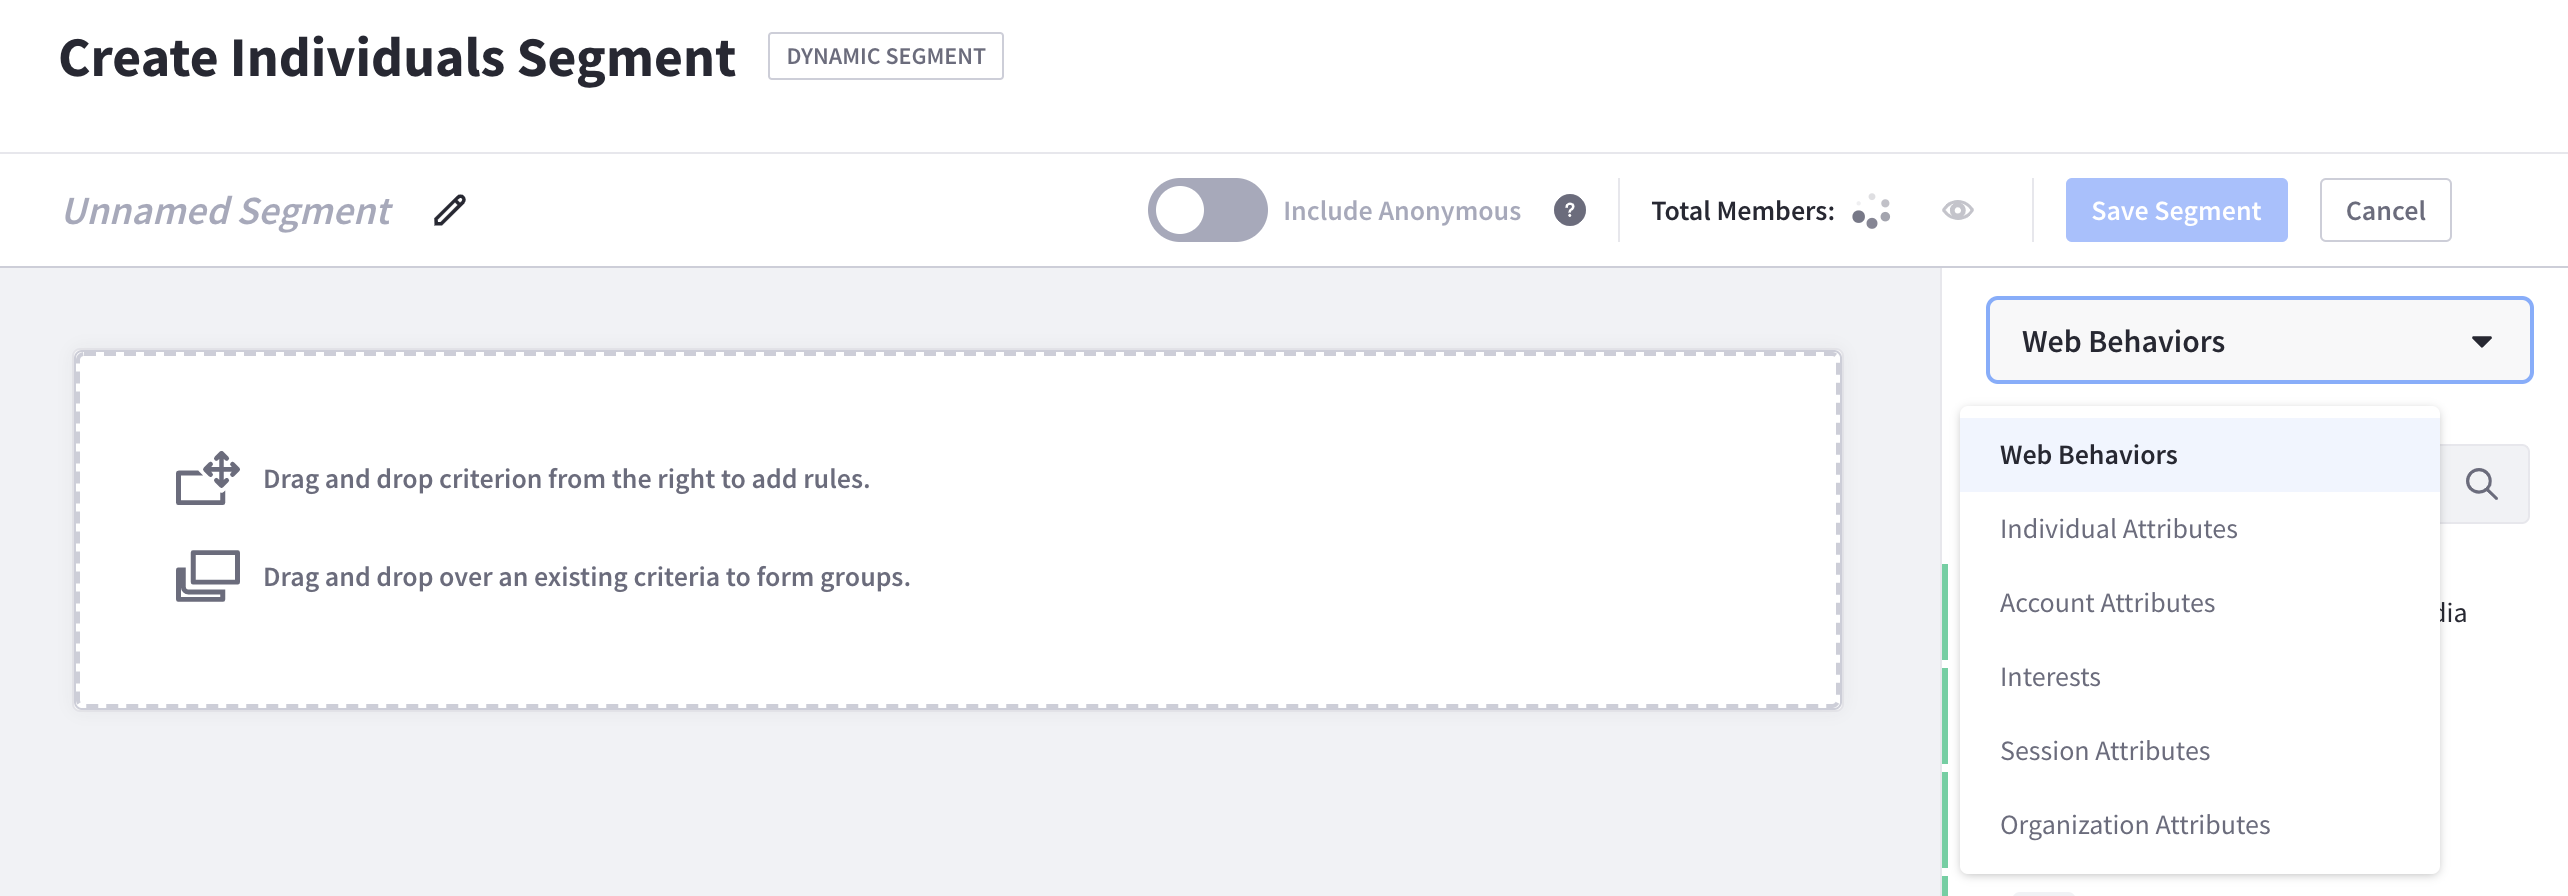 Create Individuals Segment DYNAMIC SEGMENT
Unnamed Segment Include Anonymous ? Total Members: Save Segment Cancel
Web Behaviors
Drag and drop criterion from the right to add rules.
Drag and drop over an existing criteria to form groups.
Web Behaviors
Individual Attributes
Account Attributes
Interests
Session Attributes
Organization Attributes